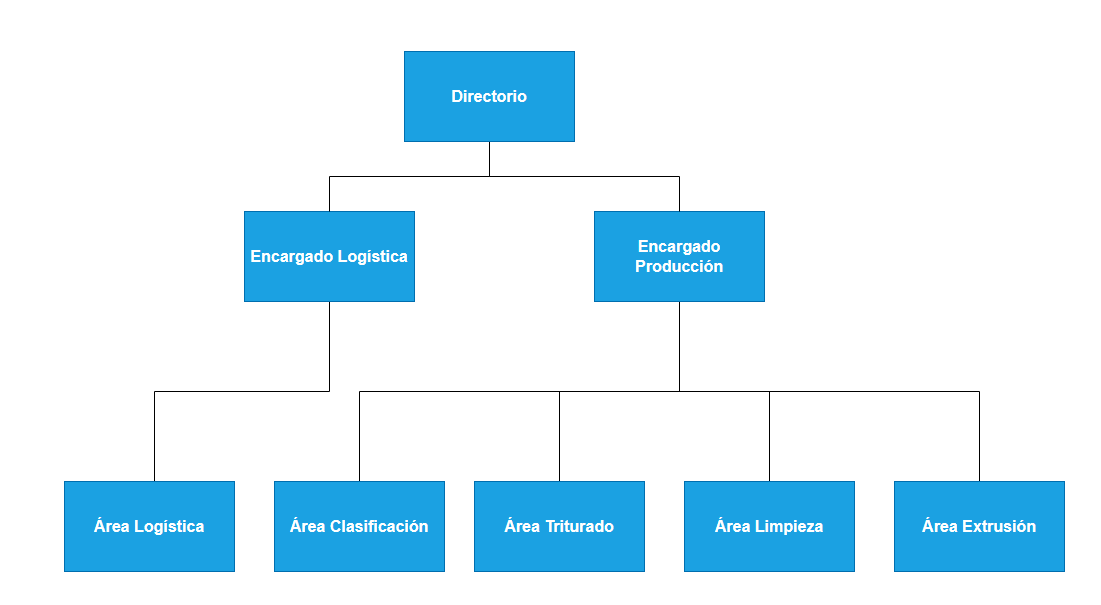 Directorio
Encargado Logística
Encargado
Producción
Área Logística
Área Clasificación
Área Triturado
Área Limpieza
Área Extrusión